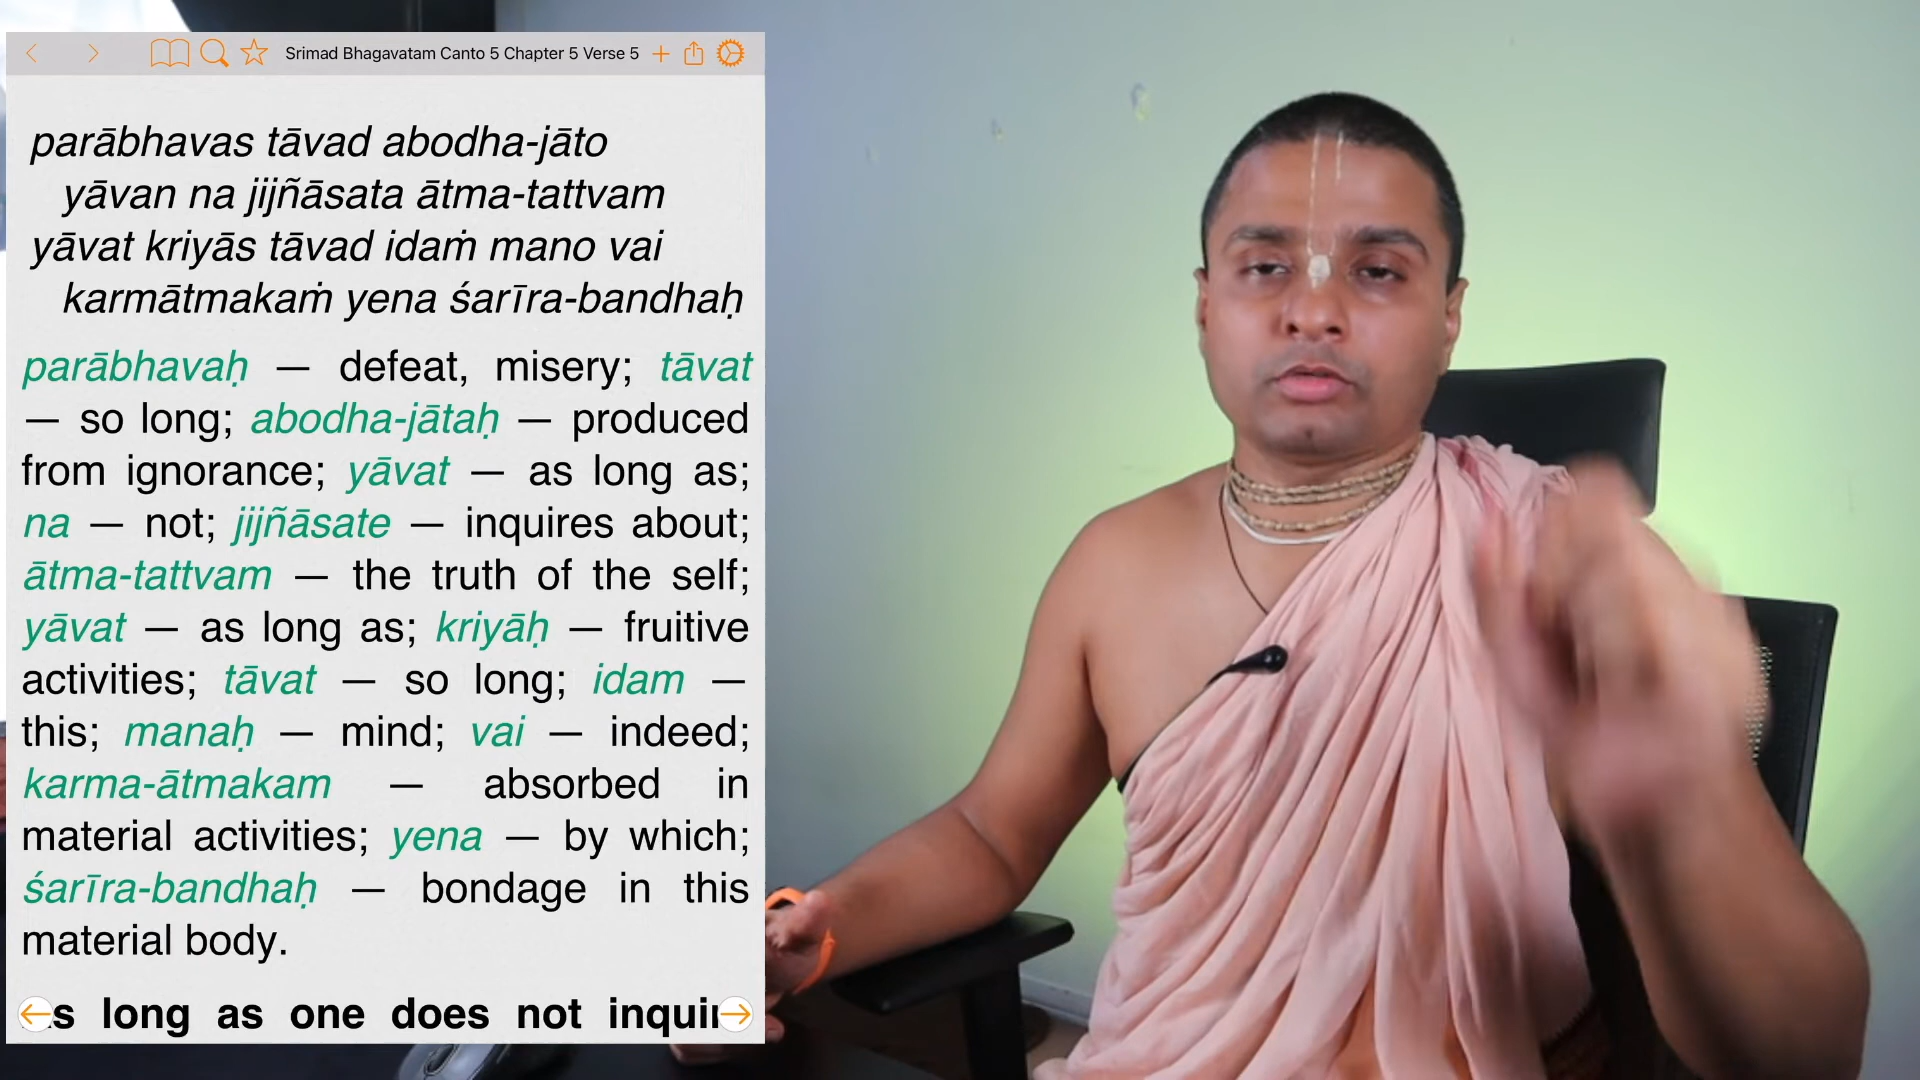 Srimad Bhagavatam Canto 5 Chapter 5 Verse 5
parābhavas tāvad abodha-jāto
yāvan na jijñāsata ātma-tattvam
yāvat kriyās tāvad idaṁ mano vai
karmātmakaṁ yena śarīra-bandhaḥ
parābhavaḥ — defeat, misery; tāvat
— so long; abodha-jātaḥ — produced
from ignorance; yāvat — as long as;
na — not; jijñāsate — inquires about;
ātma-tattvam — the truth of the self;
yāvat — as long as; kriyāḥ — fruitive
activities; tāvat — so long; idam —
this; manaḥ — mind; vai — indeed;
karma-ātmakam — absorbed in
material activities; yena — by which;
śarīra-bandhaḥ — bondage in this
material body.
long as one does not